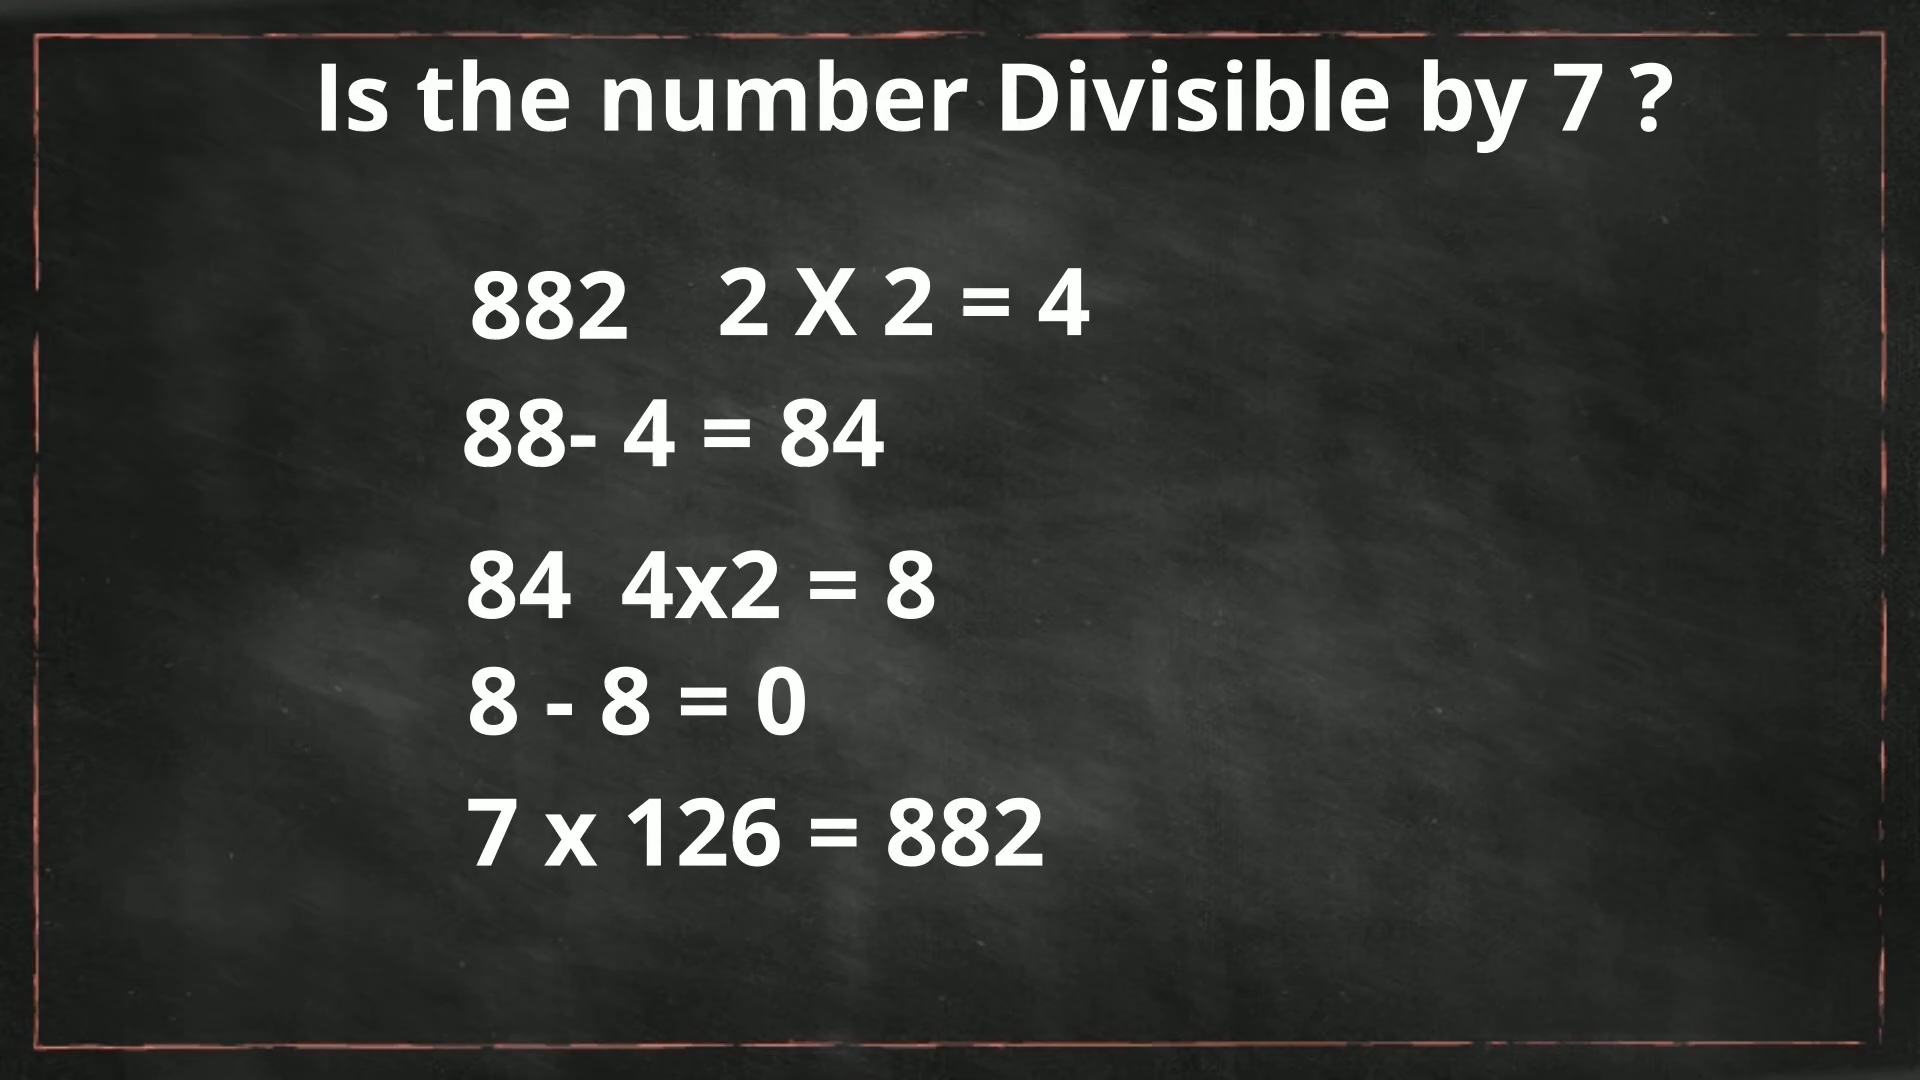 Is the number Divisible by 7 ?
882 2 X 2 = 4
88- 4 = 84
84 4x2 = 8
8 - 8 = 0
7 x 126 = 882